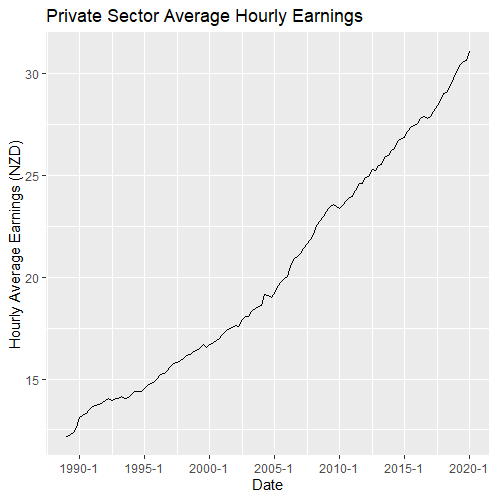 Private Sector Average Hourly Earnings
Hourly Average Earnings (NZD)
30
25
20
15
1990-1 1995-1 2000-1 2005-1 2010-1 2015-1 2020-1
Date